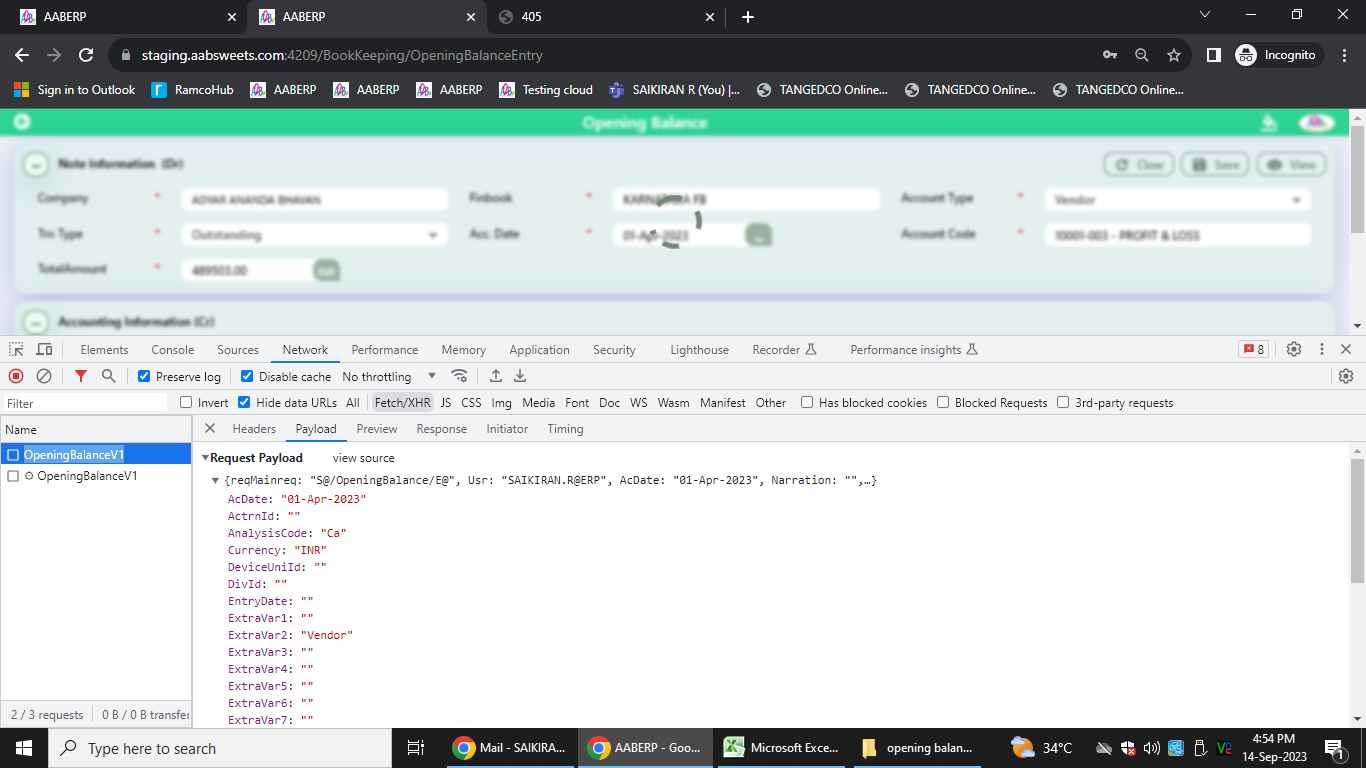 AABERP
AABERP
405
staging.aabsweets.com:4209/BookKeeping/OpeningBalanceEntry
Incognito
Sign in to Outlook
RamcoHub
AABERP
AABERP
AABERP
Testing cloud
SAIKIRAN R (You) |...
TANGEDCO Online...
TANGEDCO Online...
TANGEDCO Online...
Opening Balance
Note Information (Dr)
Clear
Save
View
Company * ADYAR ANANDA BHAVAN
Finbook * KARNATAKA FB
Account Type * Vendor
Trn Type * Outstanding
Acc. Date * 01-Apr-2023
Account Code * 10001-003 - PROFIT & LOSS
TotalAmount * 489503.00
Accounting Information (Cr)
Elements Console Sources Network Performance Memory Application Security Lighthouse Recorder Performance insights 8
Preserve log Disable cache No throttling
Filter Invert Hide data URLs All Fetch/XHR JS CSS Img Media Font Doc WS Wasm Manifest Other Has blocked cookies Blocked Requests 3rd-party requests
Name
OpeningBalanceV1
OpeningBalanceV1
2 / 3 requests 0 B / 0 B transfe
Headers Payload Preview Response Initiator Timing
Request Payload view source
{reqMainreq: "S@/OpeningBalance/E@", Usr: "SAIKIRAN.R@ERP", AcDate: "01-Apr-2023", Narration: "",…}
AcDate: "01-Apr-2023"
ActrnId: ""
AnalysisCode: "Ca"
Currency: "INR"
DeviceUniId: ""
DivId: ""
EntryDate: ""
ExtraVar1: ""
ExtraVar2: "Vendor"
ExtraVar3: ""
ExtraVar4: ""
ExtraVar5: ""
ExtraVar6: ""
ExtraVar7: ""
Type here to search
Mail - SAIKIRA...
AABERP - Goo...
Microsoft Exce...
opening balan...
34°C
4:54 PM
14-Sep-2023
1